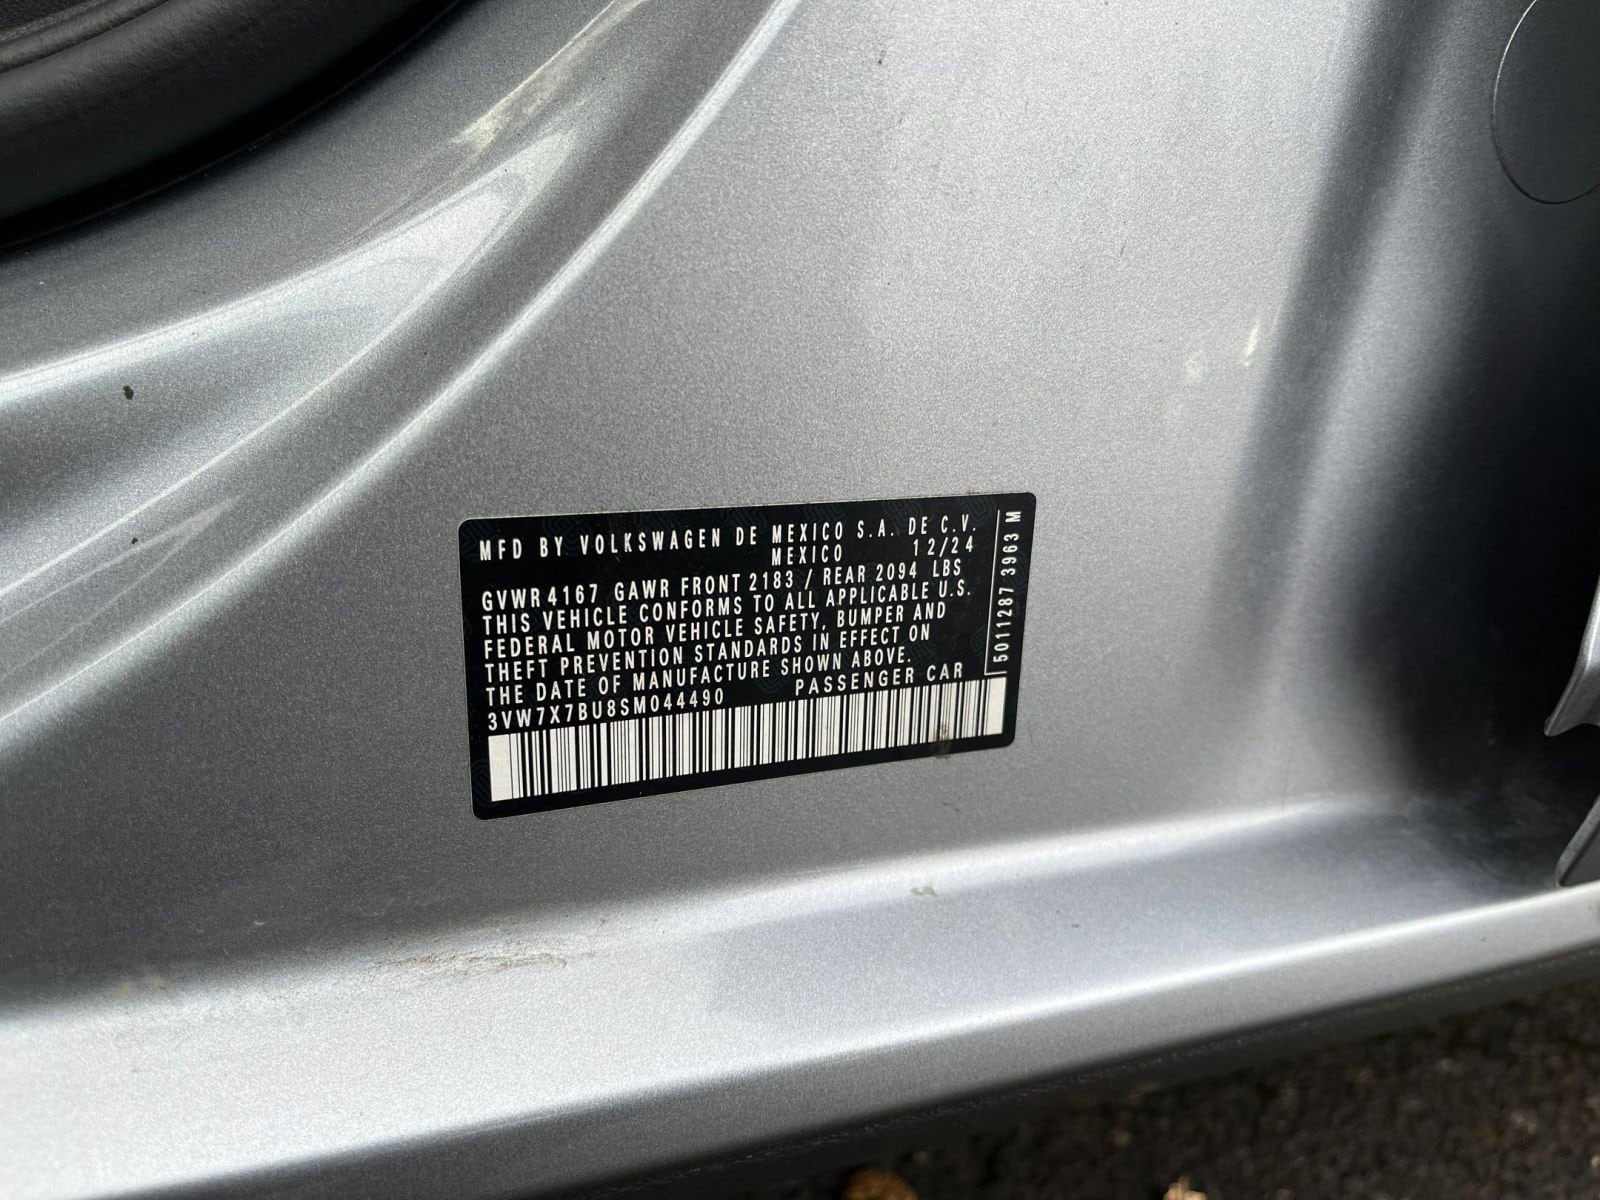 MFD BY VOLKSWAGEN DE MEXICO S.A. DE C.V.
MEXICO 12/24
GVWR 4167 GAWR FRONT 2183 / REAR 2094 LBS
THIS VEHICLE CONFORMS TO ALL APPLICABLE U.S.
FEDERAL MOTOR VEHICLE SAFETY, BUMPER AND
THEFT PREVENTION STANDARDS IN EFFECT ON
THE DATE OF MANUFACTURE SHOWN ABOVE.
3VW7X7BU8SM044490 PASSENGER CAR
5011287 3963 M